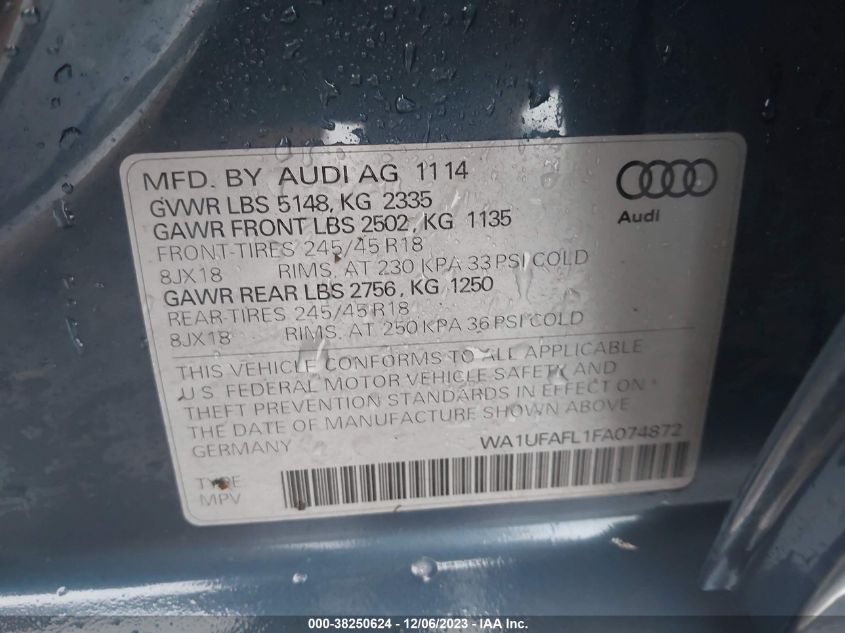 MFD. BY AUDI AG 1114
GVWR LBS 5148, KG 2335
GAWR FRONT LBS 2502, KG 1135
FRONT-TIRES 245/45 R18
8JX18 RIMS. AT 230 KPA 33 PSI COLD
GAWR REAR LBS 2756, KG 1250
REAR-TIRES 245/45 R18
8JX18 RIMS. AT 250 KPA 36 PSI COLD
Audi
THIS VEHICLE CONFORMS TO ALL APPLICABLE
U.S. FEDERAL MOTOR VEHICLE SAFETY AND
THEFT PREVENTION STANDARDS IN EFFECT ON
THE DATE OF MANUFACTURE SHOWN ABOVE.
GERMANY WA1UFAFL1FA074872
TYPE
MPV
000-38250624 - 12/06/2023 - © IAA, Inc.